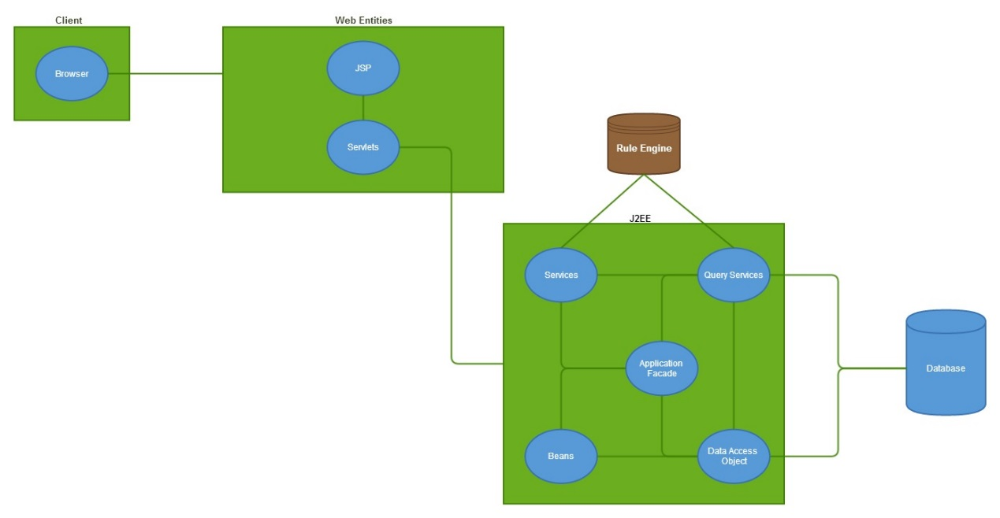 Client
Web Entities
Browser
JSP
Servlets
Rule Engine
J2EE
Services
Query Services
Application
Facade
Database
Beans
Data Access
Object